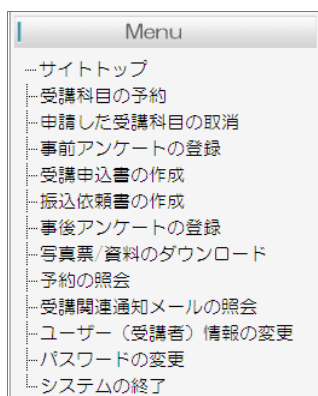 Menu
サイトトップ
受講科目の予約
申請した受講科目の取消
事前アンケートの登録
受講申込書の作成
振込依頼書の作成
事後アンケートの登録
写真票/資料のダウンロード
予約の照会
受講関連通知メールの照会
ユーザー（受講者）情報の変更
パスワードの変更
システムの終了